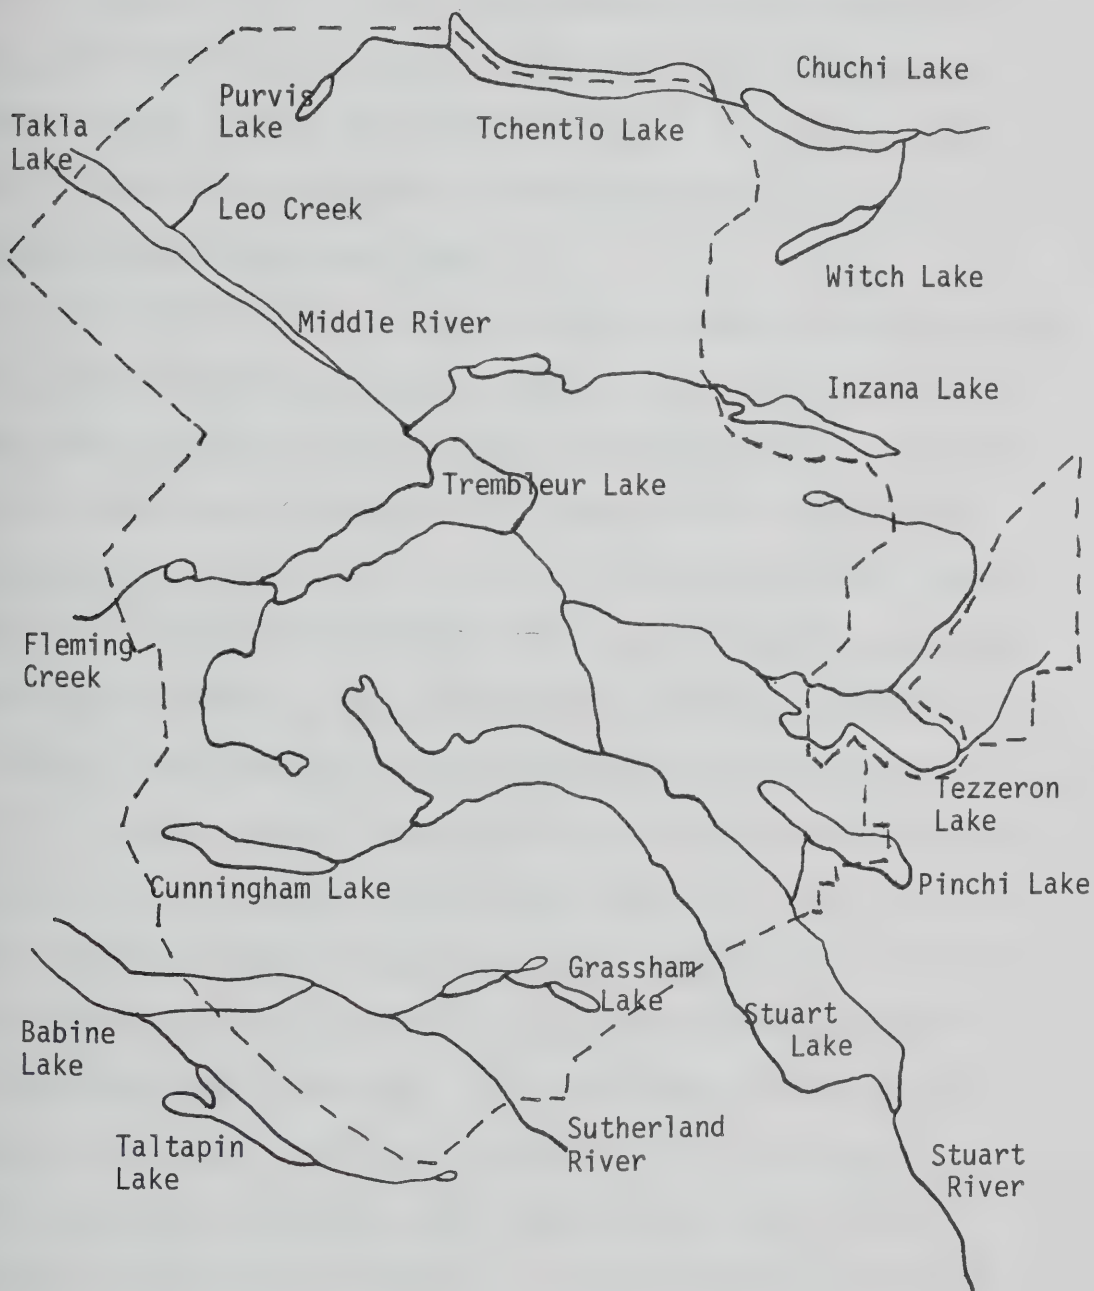 Chuchi Lake
Purvis
Lake
Takla
Lake
Tchentlo Lake
Leo Creek
Witch Lake
Middle River
Inzana Lake
Trembleur Lake
Fleming
Creek
Tezzeron
Lake
Cunningham Lake
Pinchi Lake
Grassham
Lake
Stuart
Lake
Babine
Lake
Sutherland
River
Taltapin
Lake
Stuart
River